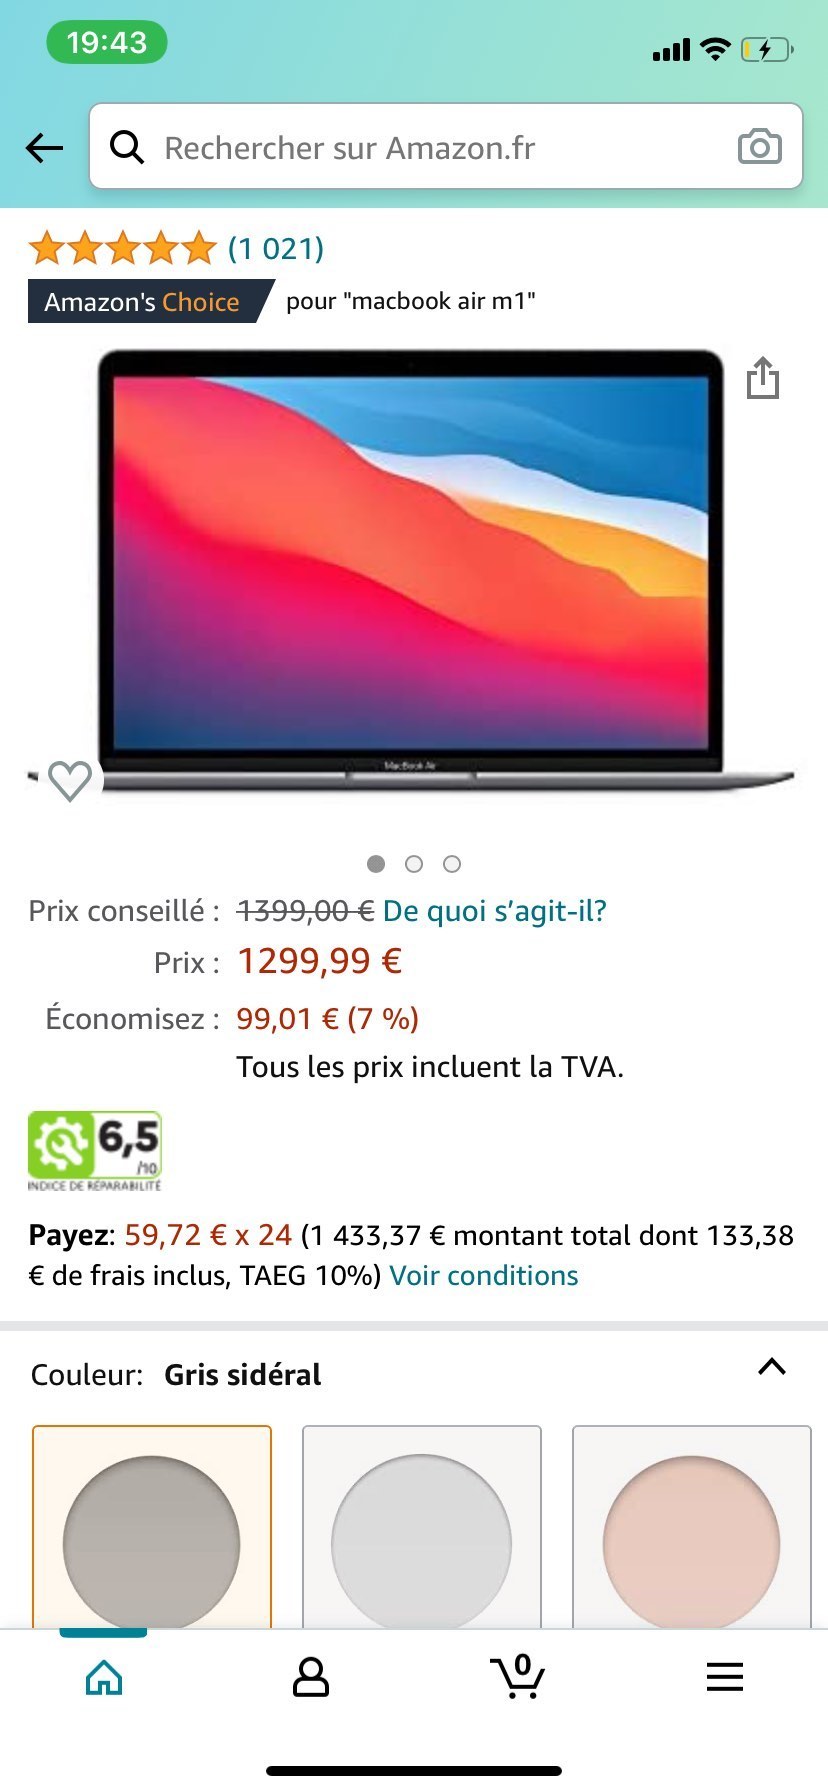 19:43
Rechercher sur Amazon.fr
(1 021)
Amazon's Choice pour "macbook air m1"
MacBook Air
Prix conseillé : 1399,00 € De quoi s’agit-il?
Prix : 1299,99 €
Économisez : 99,01 € (7 %)
Tous les prix incluent la TVA.
6,5
/10
INDICE DE RÉPARABILITÉ
Payez: 59,72 € x 24 (1 433,37 € montant total dont 133,38
€ de frais inclus, TAEG 10%) Voir conditions
Couleur: Gris sidéral
0